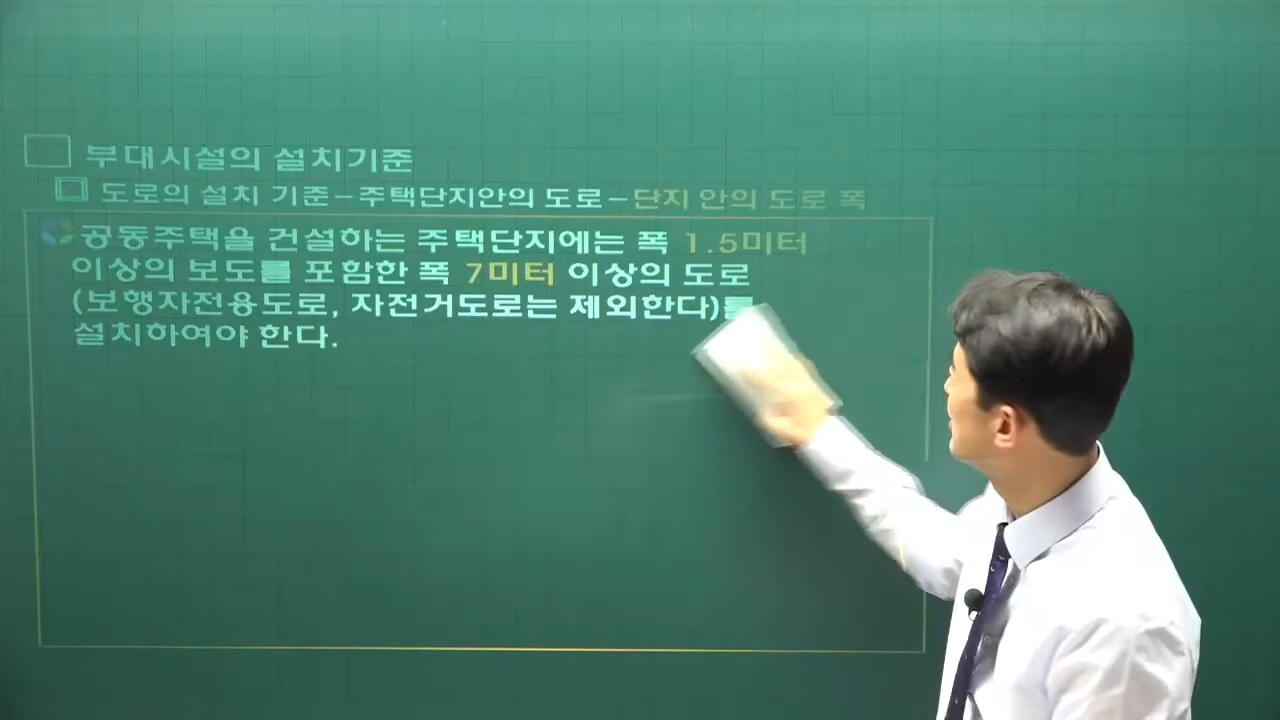 부대시설의 설치기준
도로의 설치 기준-주택단지안의 도로-단지 안의 도로 폭
공동주택을 건설하는 주택단지에는 폭 1.5미터
이상의 보도를 포함한 폭 7미터 이상의 도로
(보행자전용도로, 자전거도로는 제외한다)를
설치하여야 한다.